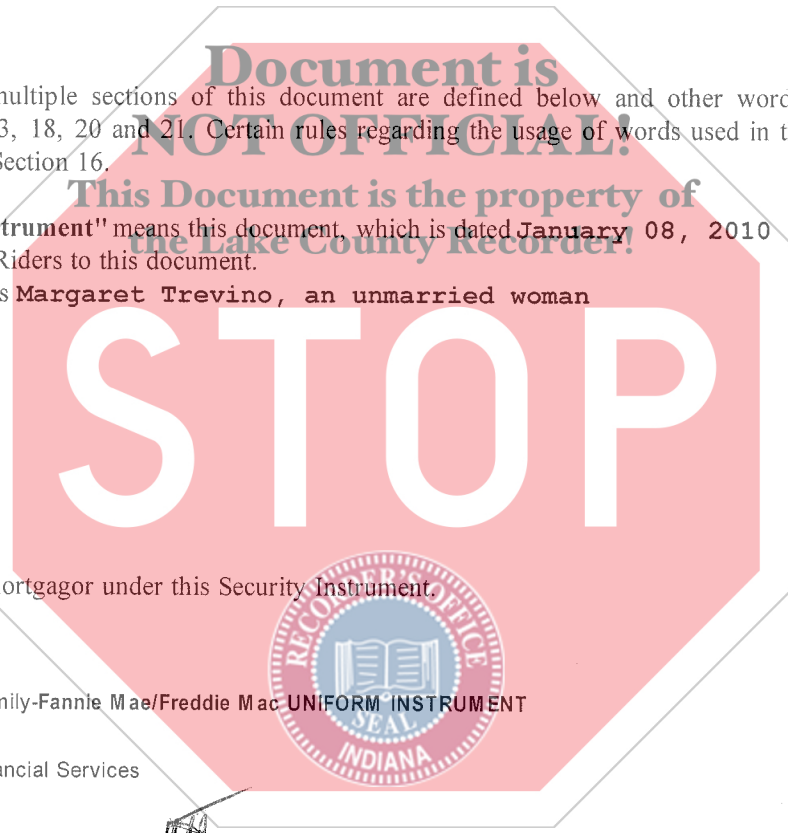 Document is
multiple sections of this document are defined below and other
3, 18, 20 and 21. Certain rules regarding the usage of words used in
NOT OFFICIAL!
Section 16.
This Document is the property of
trument" means this document, which is dated January 08, 2010
the Lake County Recorder!
Riders to this document.
s Margaret Trevino, an unmarried woman
STOP
ortgagor under this Security Instrument.
RECORDER'S OFFICE
SEAL
INDIANA
mily-Fannie Mae/Freddie Mac UNIFORM INSTRUMENT
ancial Services